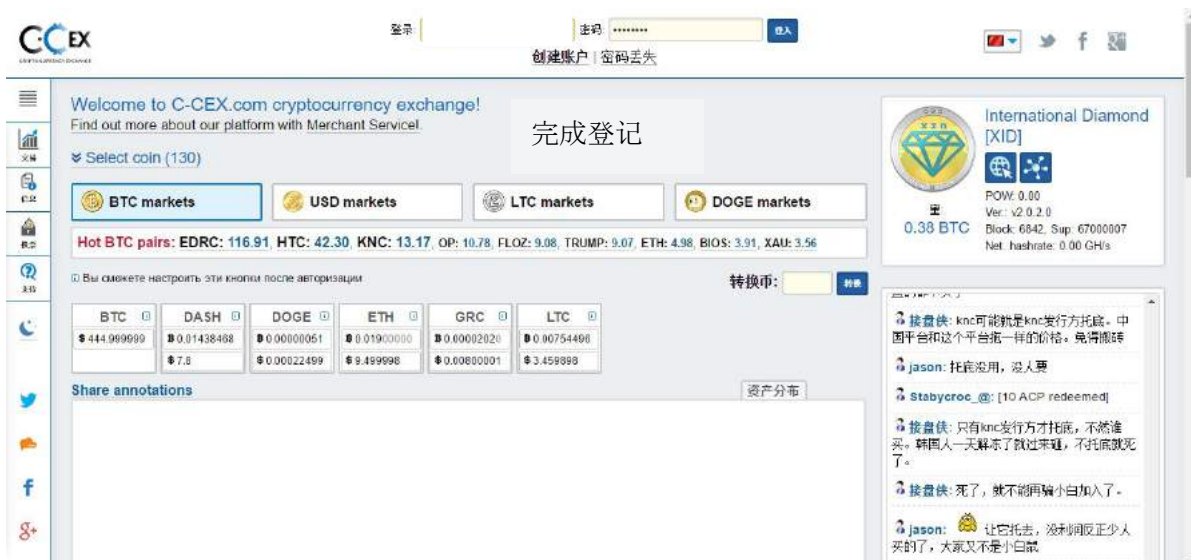 C-CEX
登录:
密码: ••••••••
登入
创建账户 | 密码丢失
Welcome to C-CEX.com cryptocurrency exchange!
Find out more about our platform with Merchant Service!.
完成登记
Select coin (130)
BTC markets
USD markets
LTC markets
DOGE markets
Hot BTC pairs: EDRC: 116.91, HTC: 42.30, KNC: 13.17, OP: 10.78, FLOZ: 9.08, TRUMP: 9.07, ETH: 4.98, BIOS: 3.91, XAU: 3.56
Вы сможете настроить эти кнопки после авторизации
转换币:
转换
BTC
DASH
DOGE
ETH
GRC
LTC
$ 444.999999
฿ 0.01438468
฿ 0.00000051
฿ 0.01900000
฿ 0.00002020
฿ 0.00754496
$ 7.8
$ 0.00022499
$ 9.499998
$ 0.00800001
$ 3.459898
Share annotations
资产分布
International Diamond
[XID]
POW: 0.00
Ver.: v2.0.2.0
Block: 6842, Sup: 67000007
Net. hashrate: 0.00 GH/s
0.38 BTC
接盘侠: knc可能就是knc发行方托底。中
国平台和这个平台拖一样的价格。免得搬砖
jason: 托底没用，没人要
Stabycroc_@: [10 ACP redeemed]
接盘侠: 只有knc发行方才托底，不然谁
买。韩国人一天解冻了就过来砸，不托底就死
了。
接盘侠: 死了，就不能再骗小白加入了。
jason: 让它托去，没利润反正少人
买的了，大家又不是小白鼠